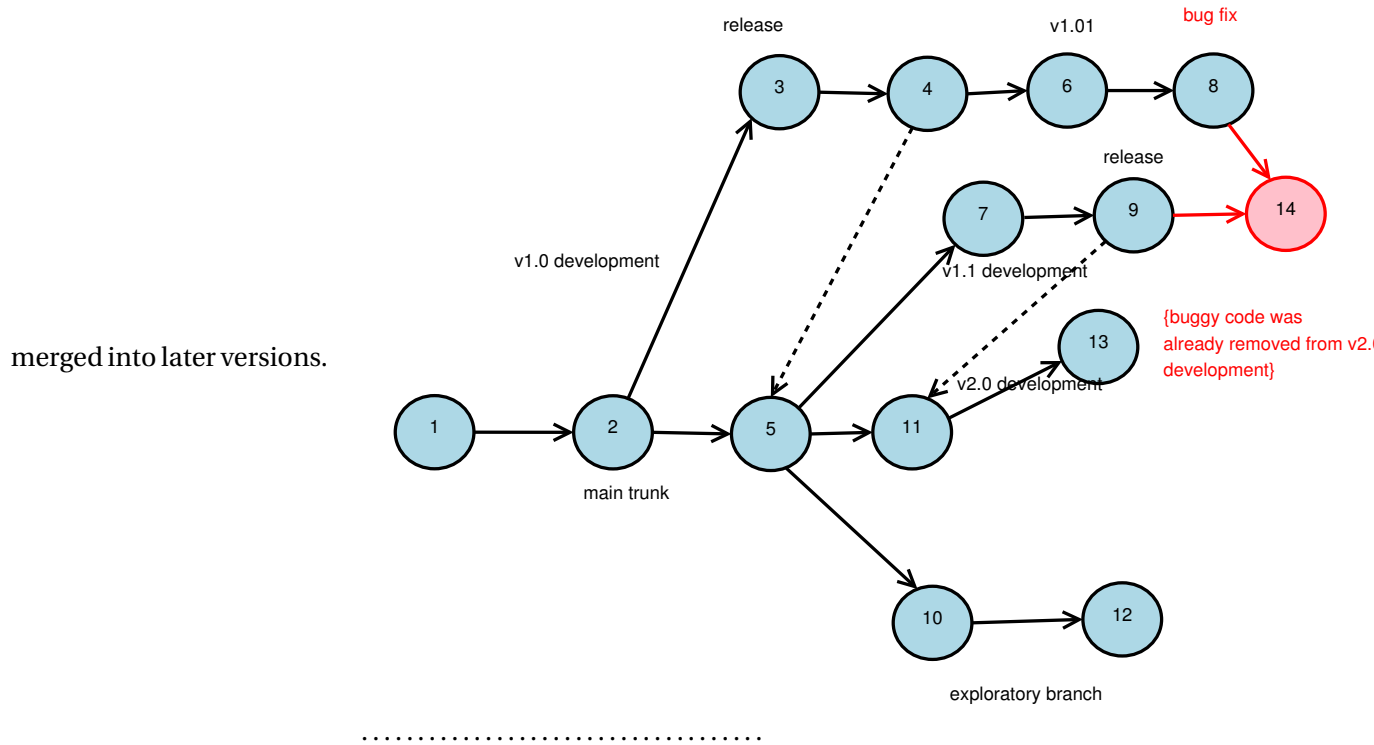 bug fix
release
v1.01
3
4
6
8
release
7
9
14
v1.0 development
v1.1 development
{buggy code was
already removed from v2.0
development}
13
merged into later versions.
v2.0 development
1
2
5
11
main trunk
10
12
exploratory branch
...................................